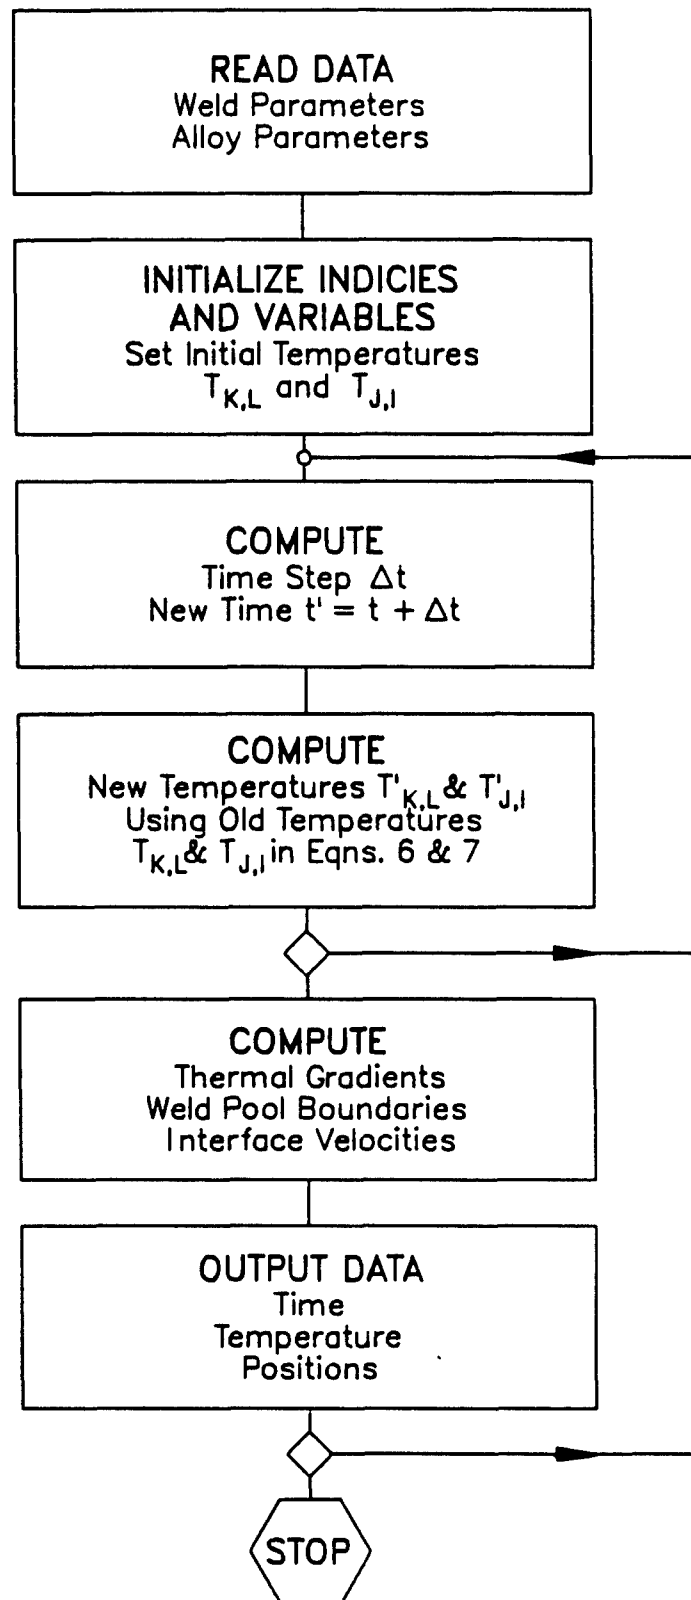 READ DATA
Weld Parameters
Alloy Parameters
INITIALIZE INDICIES
AND VARIABLES
Set Initial Temperatures
T_K,L and T_J,I
COMPUTE
Time Step Δt
New Time t' = t + Δt
COMPUTE
New Temperatures T'_K,L & T'_J,I
Using Old Temperatures
T_K,L & T_J,I in Eqns. 6 & 7
COMPUTE
Thermal Gradients
Weld Pool Boundaries
Interface Velocities
OUTPUT DATA
Time
Temperature
Positions
STOP